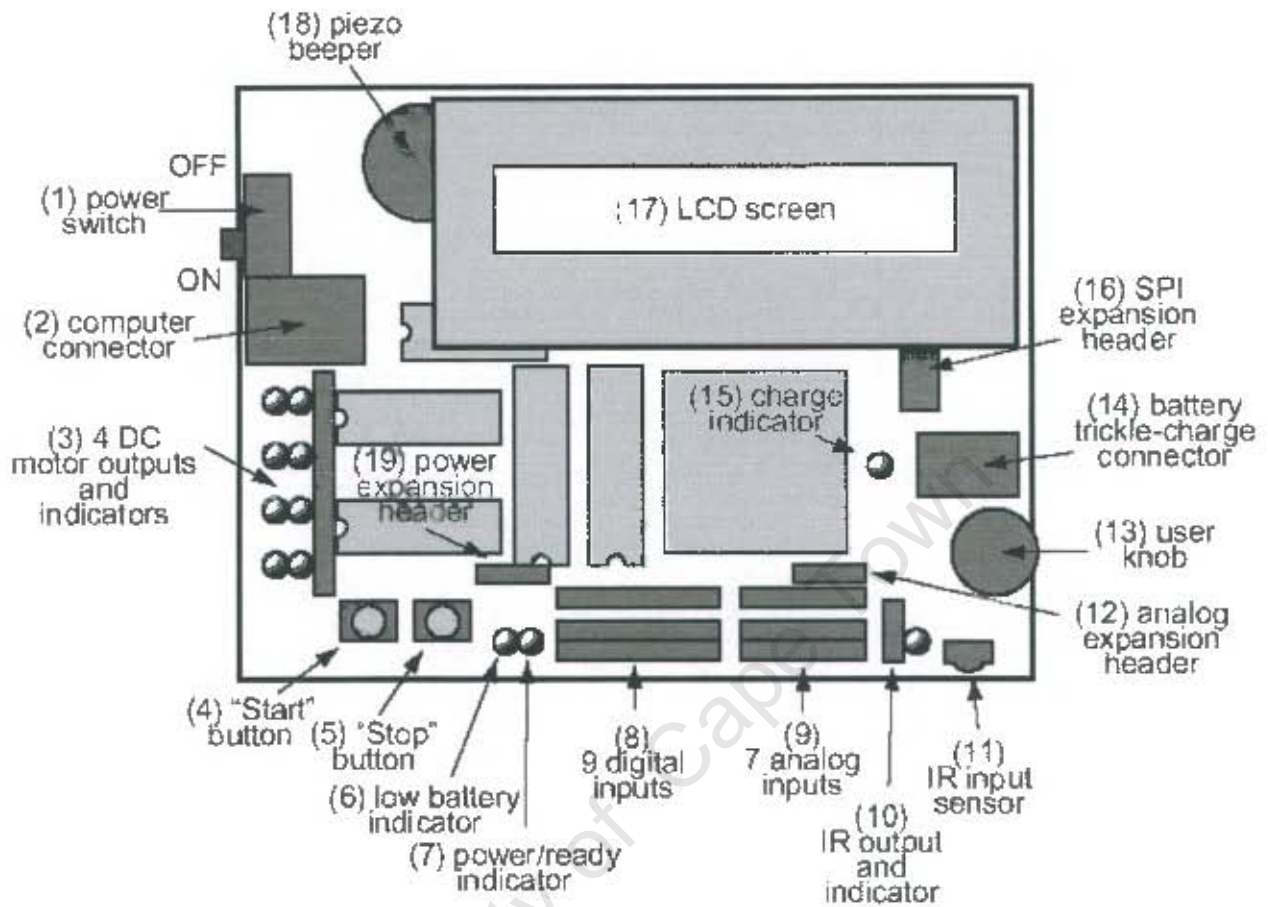 (18) piezo
beeper
OFF
(1) power
switch
ON
(17) LCD screen
(2) computer
connector
(16) SPI
expansion
header
(15) charge
indicator
(14) battery
trickle-charge
connector
(3) 4 DC
motor outputs
and
indicators
(19) power
expansion
header
(13) user
knob
(12) analog
expansion
header
(4) "Start"
button
(5) "Stop"
button
(6) low battery
indicator
(7) power/ready
indicator
(8)
9 digital
inputs
(9)
7 analog
inputs
(10)
IR output
and
indicator
(11)
IR input
sensor
of Cape Town